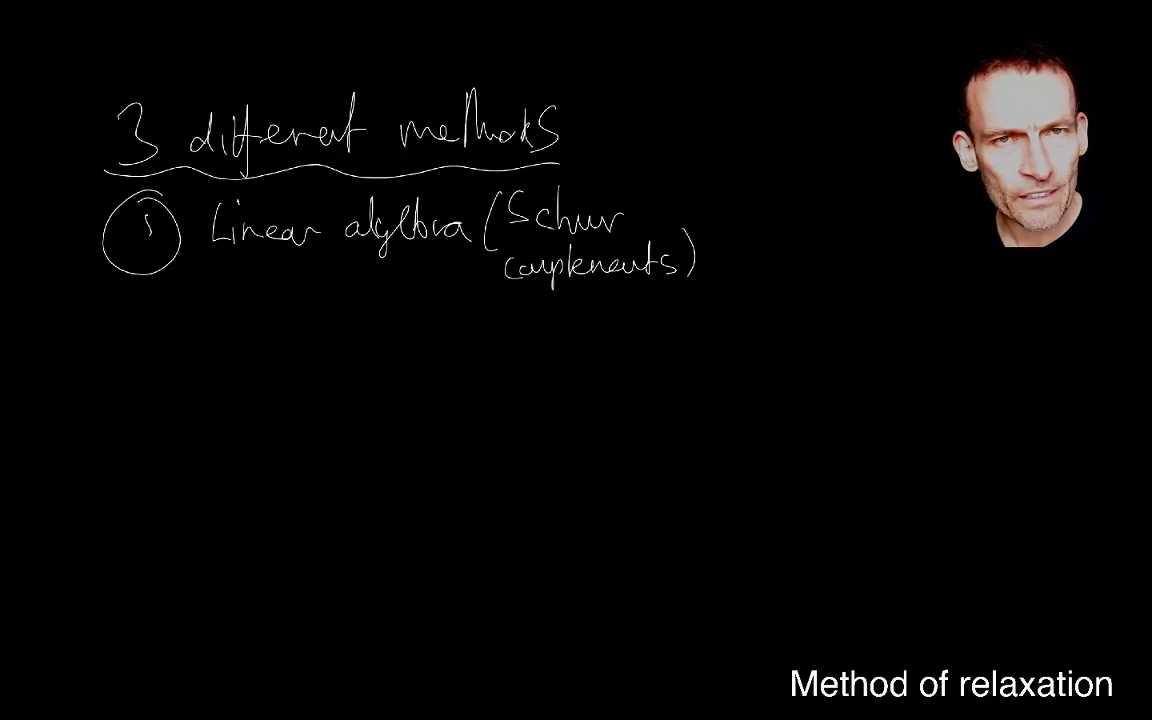 3 different methods
① Linear algebra (Schur
complements)
Method of relaxation